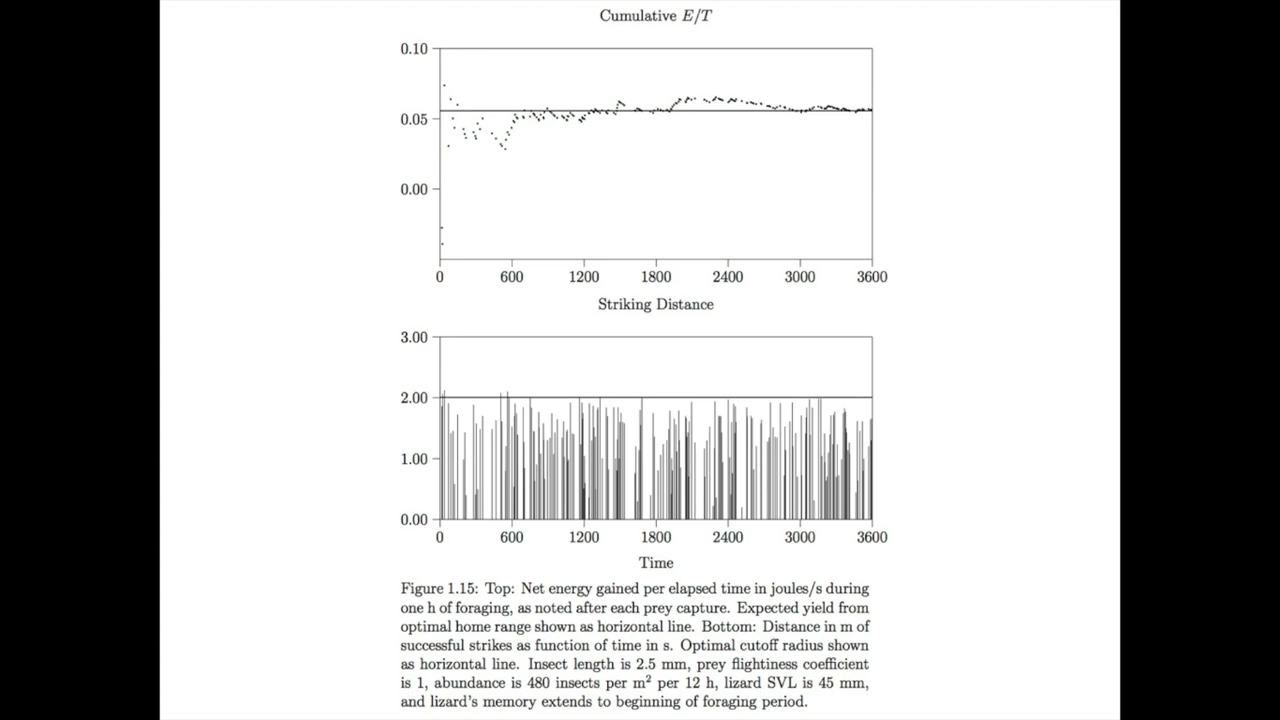 Cumulative E/T
0.10
0.05
0.00
0 600 1200 1800 2400 3000 3600
Striking Distance
3.00
2.00
1.00
0.00
0 600 1200 1800 2400 3000 3600
Time
Figure 1.15: Top: Net energy gained per elapsed time in joules/s during
one h of foraging, as noted after each prey capture. Expected yield from
optimal home range shown as horizontal line. Bottom: Distance in m of
successful strikes as function of time in s. Optimal cutoff radius shown
as horizontal line. Insect length is 2.5 mm, prey flightiness coefficient
is 1, abundance is 480 insects per m² per 12 h, lizard SVL is 45 mm,
and lizard's memory extends to beginning of foraging period.